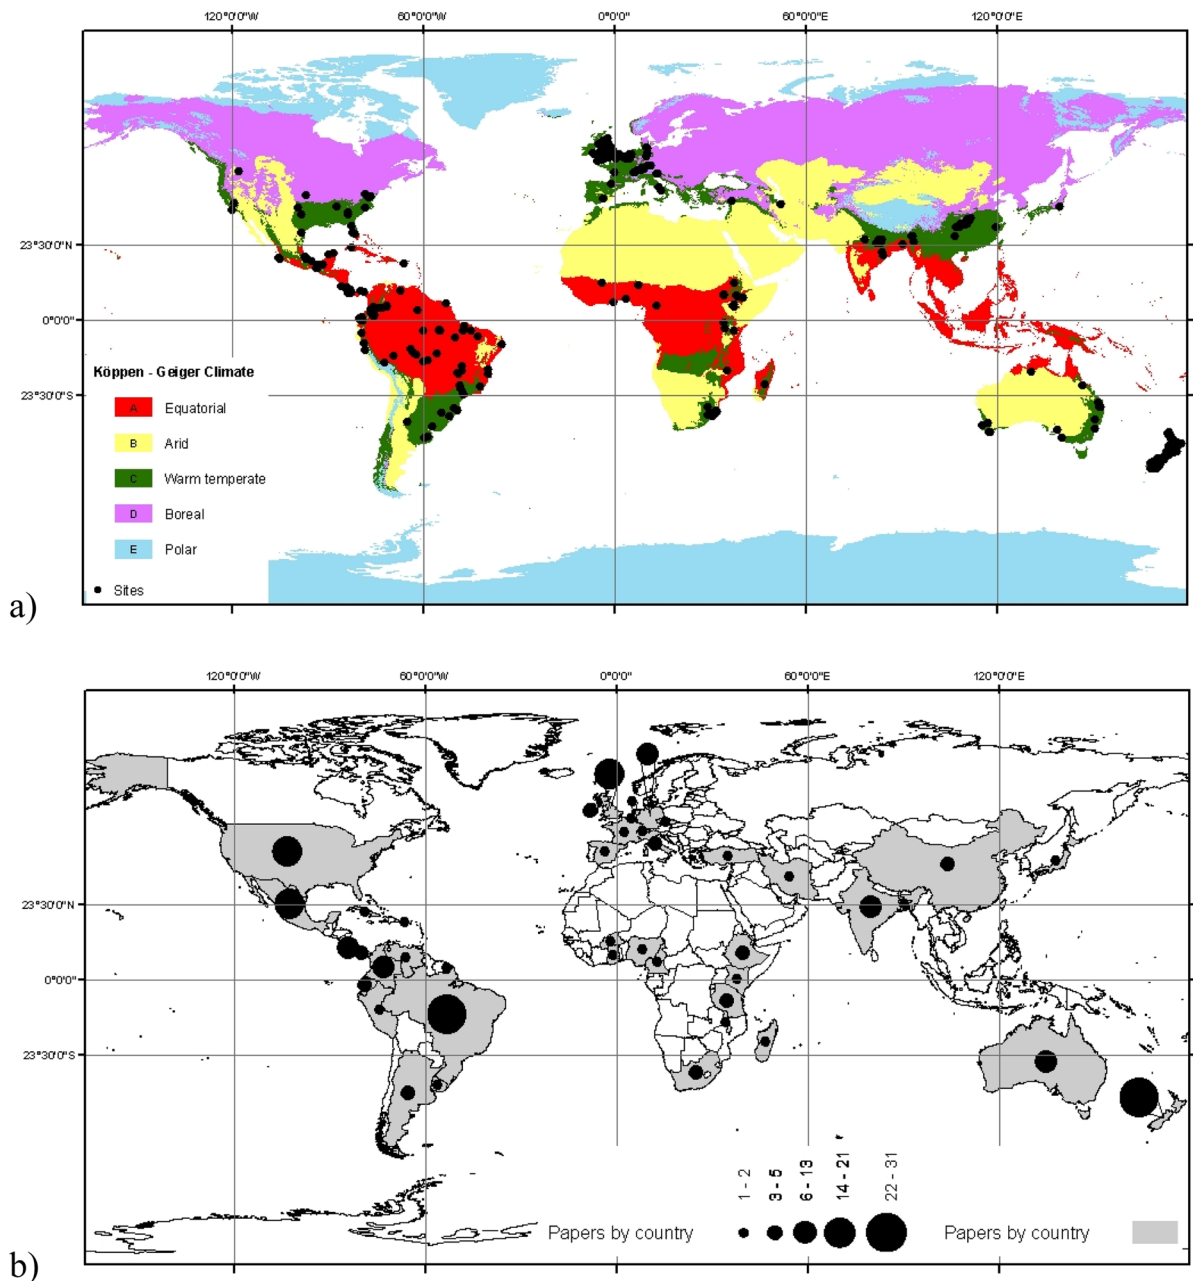 120°0'0"W 60°0'0"W 0°0'0" 60°0'0"E 120°0'0"E
23°30'0"N
0°0'0"
23°30'0"S
Köppen - Geiger Climate
A Equatorial
B Arid
C Warm temperate
D Boreal
E Polar
Sites
a)
120°0'0"W 60°0'0"W 0°0'0" 60°0'0"E 120°0'0"E
23°30'0"N
0°0'0"
23°30'0"S
1 - 2
3 - 5
6 - 13
14 - 21
22 - 31
Papers by country
Papers by country
b)